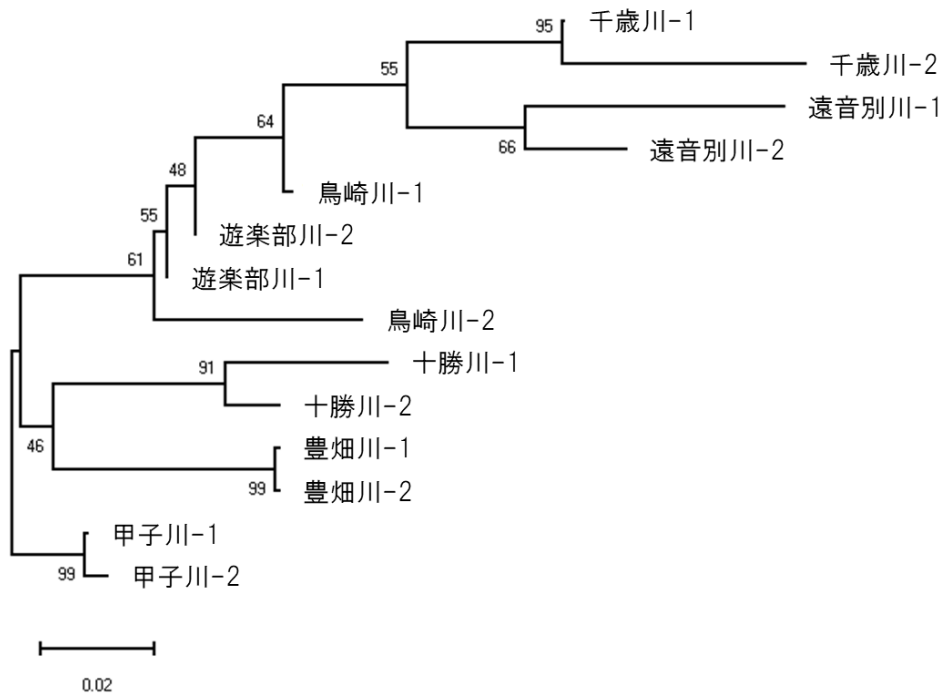 95
千歳川-1
55
千歳川-2
遠音別川-1
64
66
遠音別川-2
48
鳥崎川-1
55
遊楽部川-2
61
遊楽部川-1
鳥崎川-2
91
十勝川-1
十勝川-2
46
豊畑川-1
99
豊畑川-2
甲子川-1
99
甲子川-2
0.02